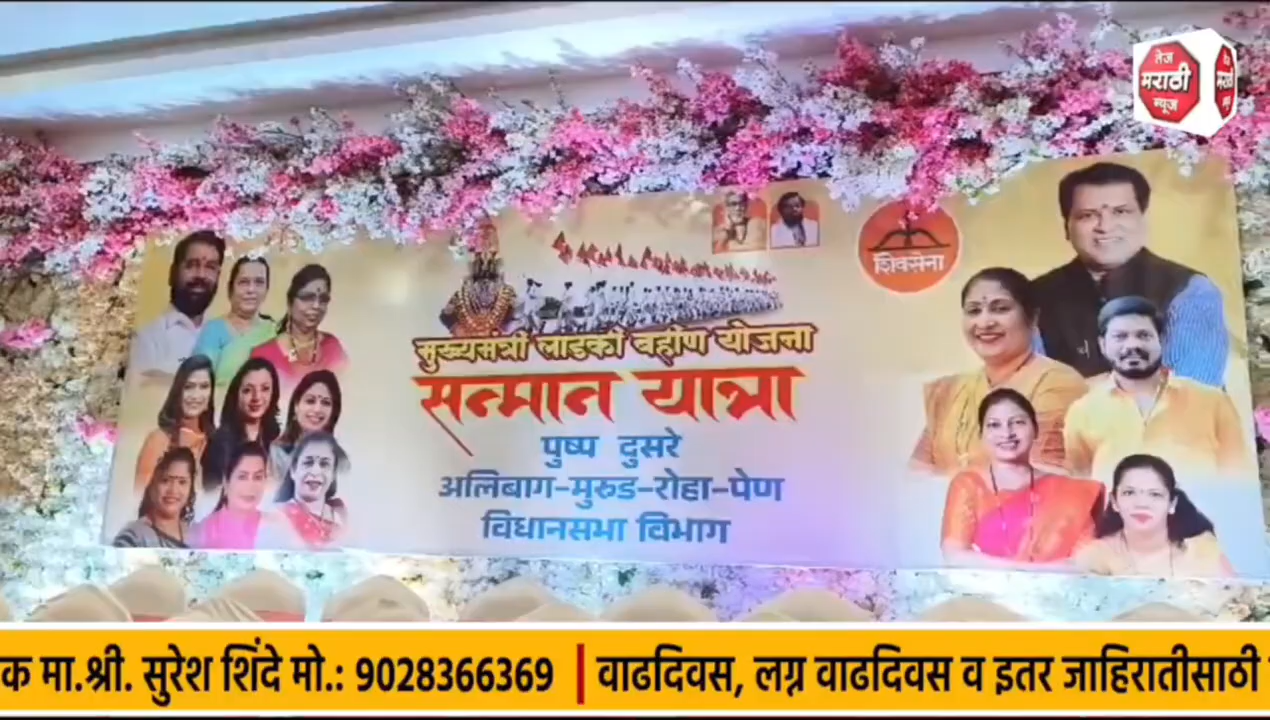 तेज
मराठी
न्यूज
शिवसेना
मुख्यमंत्री लाडकी बहीण योजना
सन्मान यात्रा
पुष्प दुसरे
अलिबाग-मुरुड-रोहा-पेण
विधानसभा विभाग
क मा.श्री. सुरेश शिंदे मो.: 9028366369 | वाढदिवस, लग्न वाढदिवस व इतर जाहिरातीसाठी